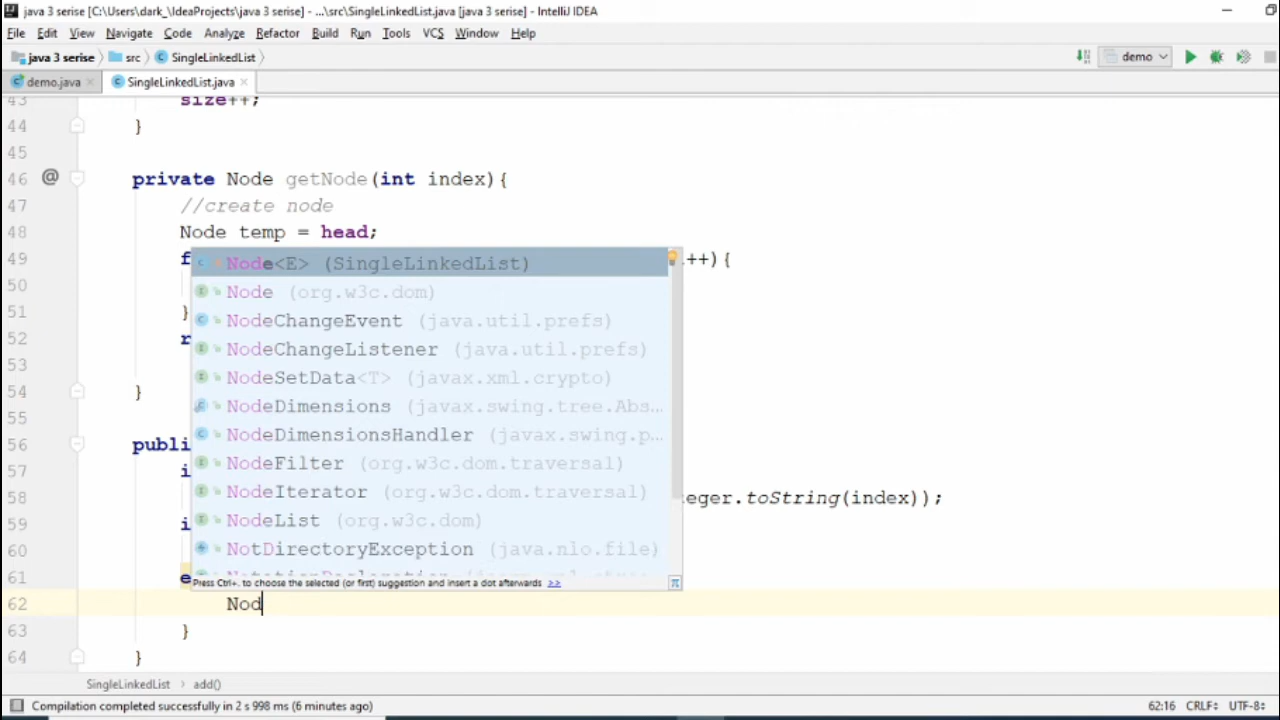 java 3 serise [C:\Users\dark_\IdeaProjects\java 3 serise] - ...\src\SingleLinkedList.java [java 3 serise] - IntelliJ IDEA
File Edit View Navigate Code Analyze Refactor Build Run Tools VCS Window Help
java 3 serise src SingleLinkedList demo
demo.java SingleLinkedList.java
43 size++;
44 }
45
46 @ private Node getNode(int index){
47 //create node
48 Node temp = head;
49 f ++){
Node<E> (SingleLinkedList)
50
Node (org.w3c.dom)
51 }
NodeChangeEvent (java.util.prefs)
52 r
NodeChangeListener (java.util.prefs)
53
NodeSetData<T> (javax.xml.crypto)
54 }
NodeDimensions (javax.swing.tree.Abs...
55
NodeDimensionsHandler (javax.swing.p...
56 publi
NodeFilter (org.w3c.dom.traversal)
57 i
NodeIterator (org.w3c.dom.traversal)
58 eger.toString(index));
NodeList (org.w3c.dom)
59 i
NotDirectoryException (java.nio.file)
60
61 e
Press Ctrl+. to choose the selected (or first) suggestion and insert a dot afterwards >> π
62 Nod
63 }
64 }
SingleLinkedList › add()
Compilation completed successfully in 2 s 998 ms (6 minutes ago) 62:16 CRLF UTF-8